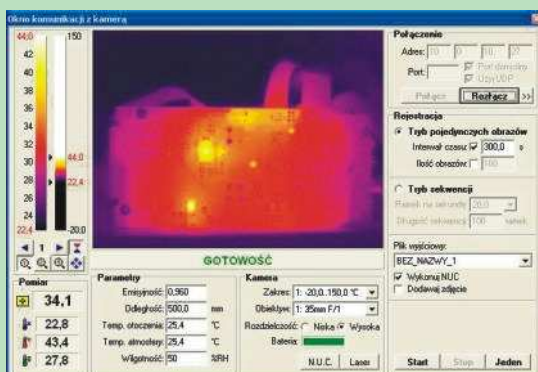 Okno komunikacji z kamerą
44,0
42
40
38
36
34
32
30
28
26
24
22,4
150
44,0
22,4
-20,0
1
GOTOWOŚĆ
Pomiar
34,1
22,8
43,4
27,8
Parametry
Emisyjność: 0,960
Odległość: 500,0 mm
Temp. otoczenia: 25,4 °C
Temp. atmosfery: 25,4 °C
Wilgotność: 50 %RH
Kamera
Zakres: 1: -20,0..150,0 °C
Obiektyw: 1: 35mm F/1
Rozdzielczość: Niska Wysoka
Bateria:
N.U.C. Laser
Połączenie
Adres: 10 0 10 27
Port: Port domyślny
Użyj UDP
Połącz Rozłącz >>
Rejestracja
Tryb pojedynczych obrazów
Interwał czasu: 300,0 s
Ilość obrazów: 100
Tryb sekwencji
Ramek na sekundę: 20,0
Długość sekwencji: 100 ramek
Plik wyjściowy:
BEZ_NAZWY_1
Wykonuj NUC
Dodawaj zdjęcie
Start Stop Jeden